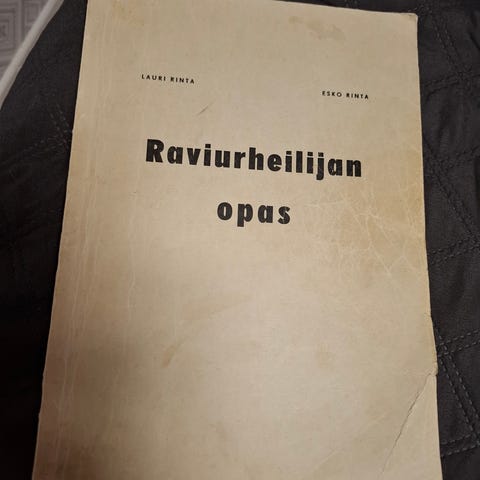 LAURI RINTA
ESKO RINTA
Raviurheilijan
opas